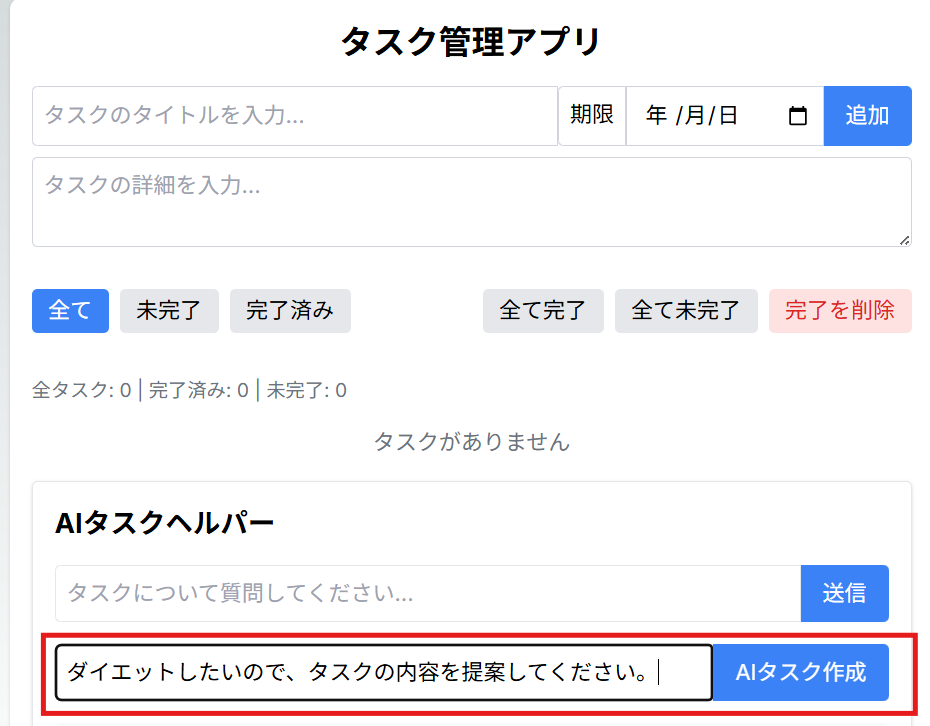 タスク管理アプリ
タスクのタイトルを入力... 期限 年 /月/日 追加
タスクの詳細を入力...
全て 未完了 完了済み 全て完了 全て未完了 完了を削除
全タスク: 0 | 完了済み: 0 | 未完了: 0
タスクがありません
AIタスクヘルパー
タスクについて質問してください... 送信
ダイエットしたいので、タスクの内容を提案してください。 AIタスク作成